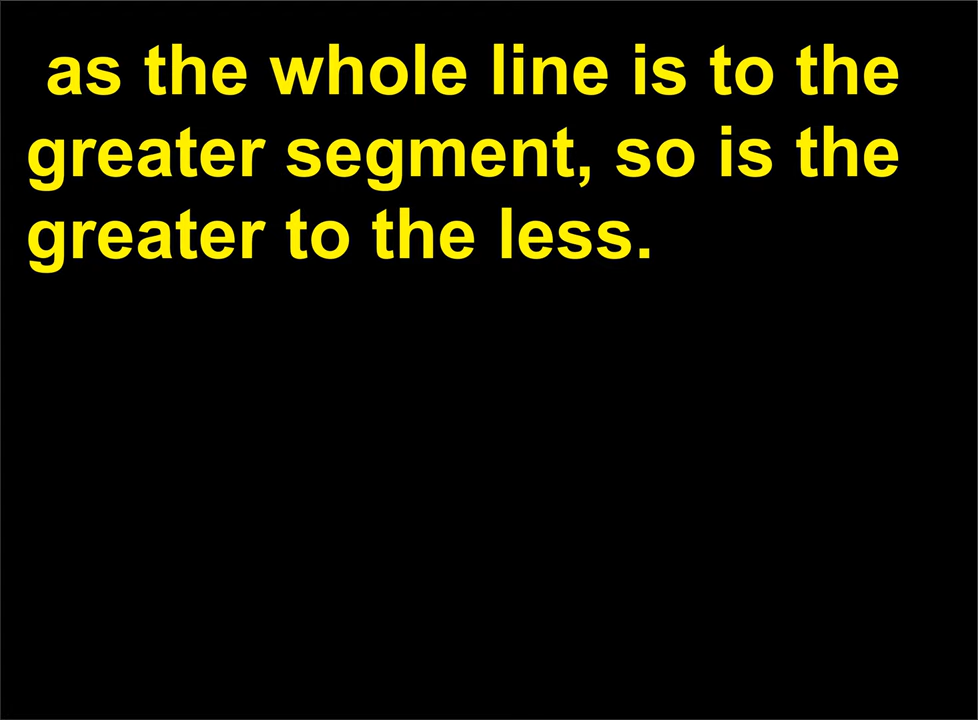 as the whole line is to the
greater segment, so is the
greater to the less.